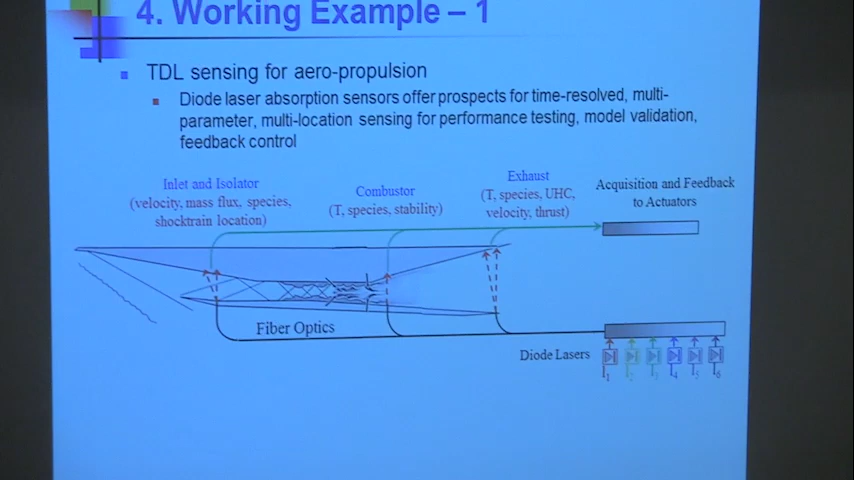 4. Working Example – 1
TDL sensing for aero-propulsion
Diode laser absorption sensors offer prospects for time-resolved, multi-
parameter, multi-location sensing for performance testing, model validation,
feedback control
Inlet and Isolator
(velocity, mass flux, species,
shocktrain location)
Combustor
(T, species, stability)
Exhaust
(T, species, UHC,
velocity, thrust)
Acquisition and Feedback
to Actuators
Fiber Optics
Diode Lasers